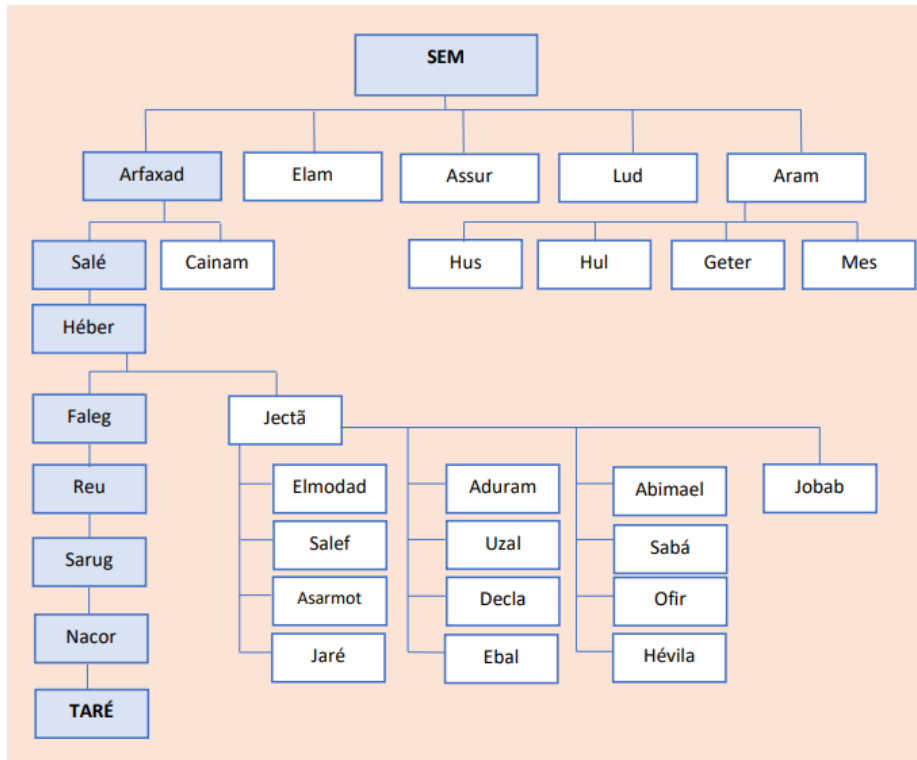 SEM
Arfaxad
Elam
Assur
Lud
Aram
Salé
Cainam
Hus
Hul
Geter
Mes
Héber
Faleg
Jectã
Reu
Elmodad
Aduram
Abimael
Jobab
Sarug
Salef
Uzal
Sabá
Asarmot
Decla
Ofir
Nacor
Jaré
Ebal
Hévila
TARÉ